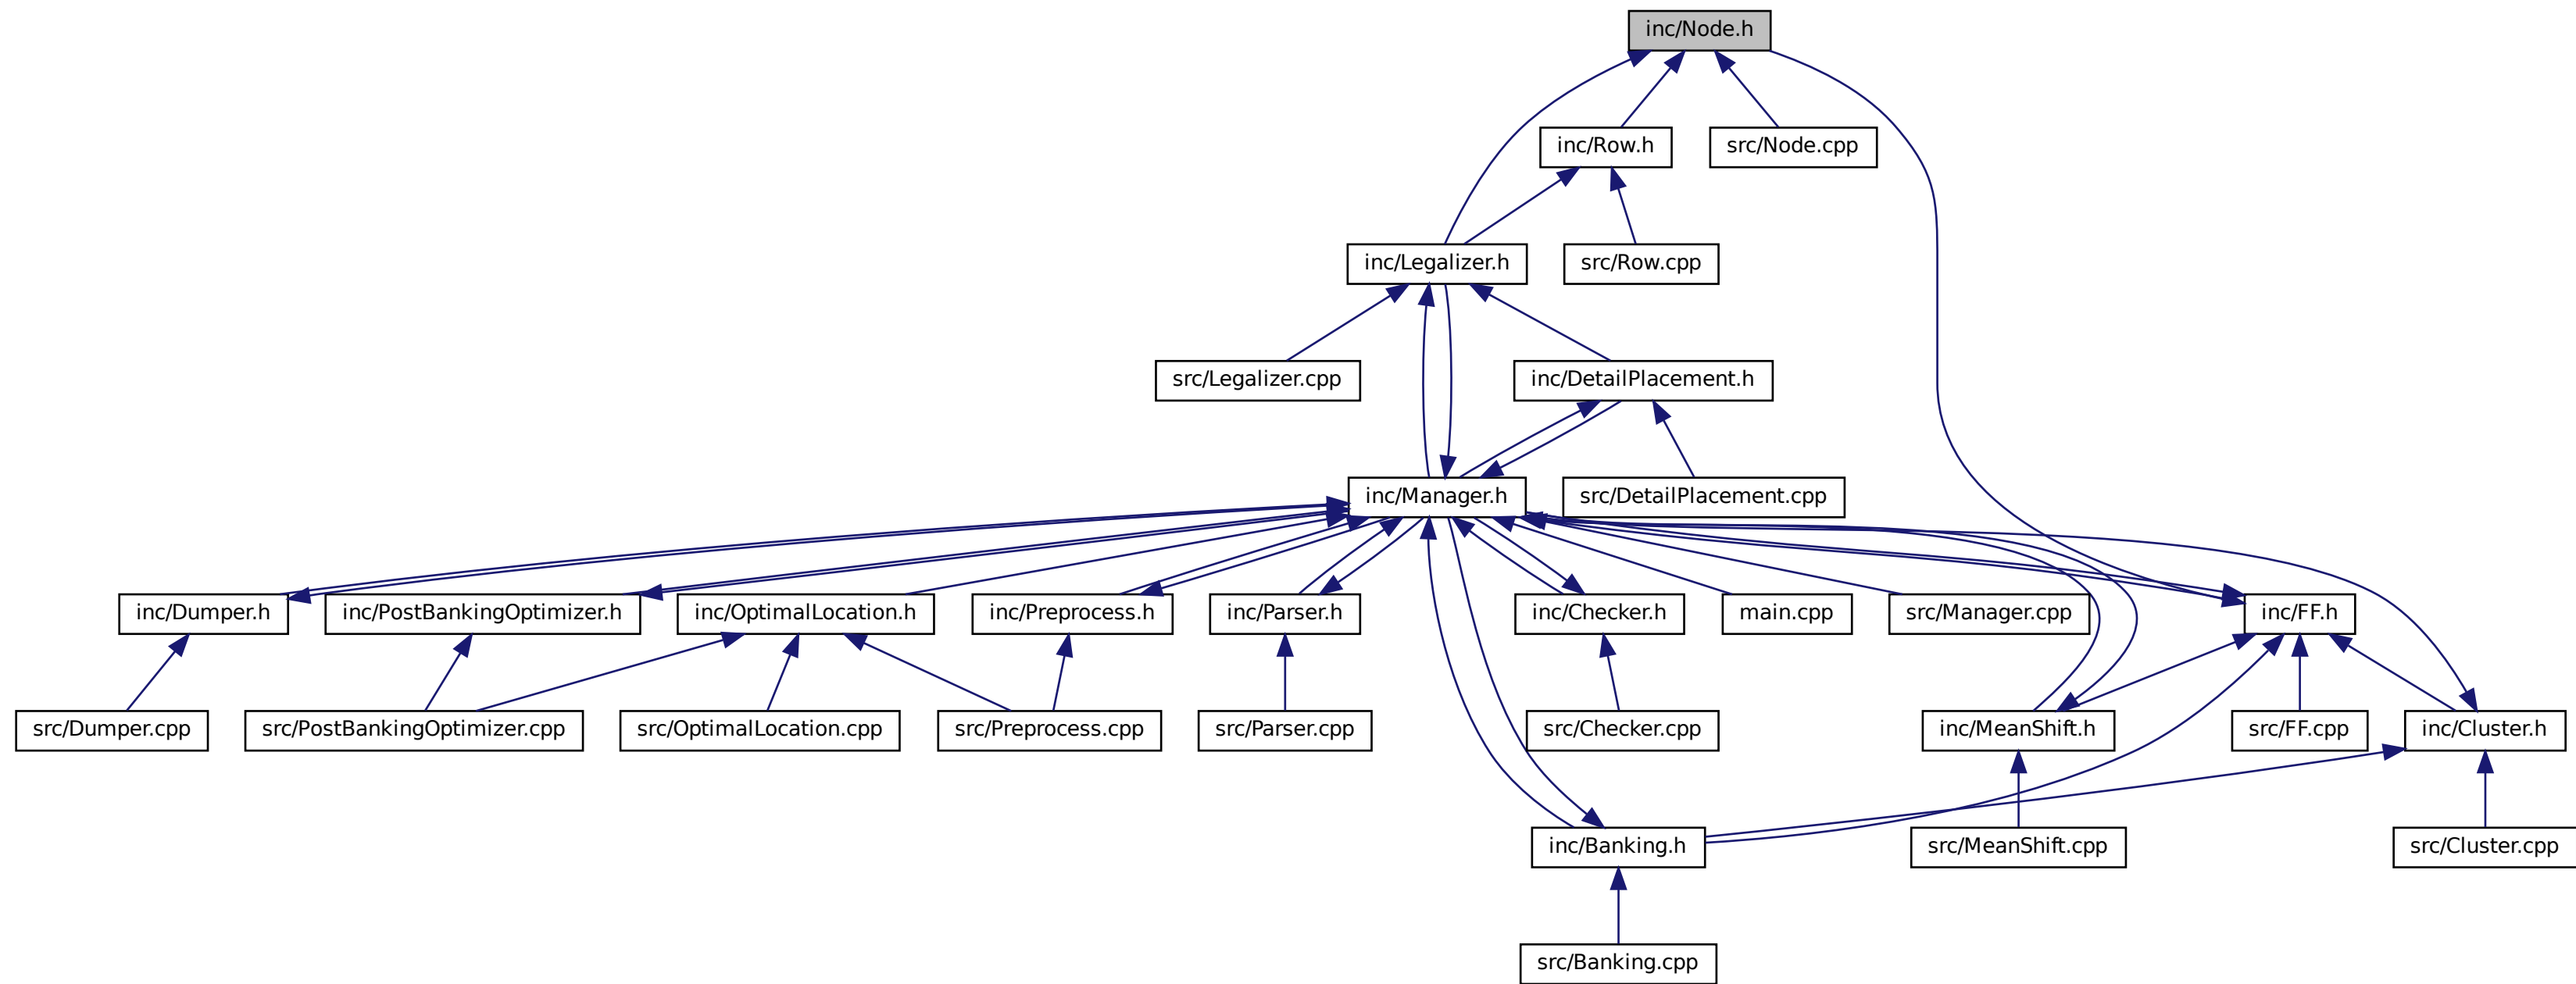 inc/Node.h
inc/Row.h
src/Node.cpp
inc/Legalizer.h
src/Row.cpp
src/Legalizer.cpp
inc/DetailPlacement.h
inc/Manager.h
src/DetailPlacement.cpp
inc/Dumper.h
inc/PostBankingOptimizer.h
inc/OptimalLocation.h
inc/Preprocess.h
inc/Parser.h
inc/Checker.h
main.cpp
src/Manager.cpp
inc/FF.h
src/Dumper.cpp
src/PostBankingOptimizer.cpp
src/OptimalLocation.cpp
src/Preprocess.cpp
src/Parser.cpp
src/Checker.cpp
inc/MeanShift.h
src/FF.cpp
inc/Cluster.h
inc/Banking.h
src/MeanShift.cpp
src/Cluster.cpp
src/Banking.cpp